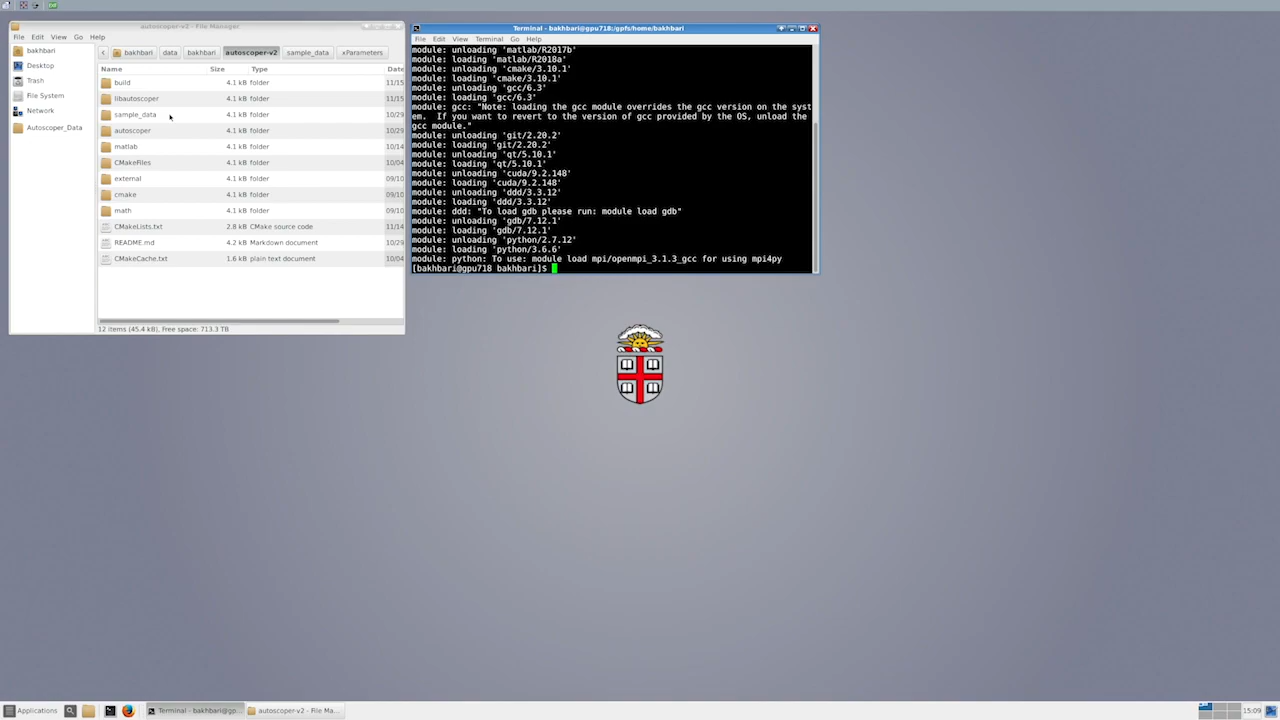 autoscoper-v2 - File Manager
File Edit View Go Help
bakhbari
Desktop
Trash
File System
Network
Autoscoper_Data
bakhbari data bakhbari autoscoper-v2 sample_data xParameters
Name Size Type Date
build 4.1 kB folder 11/15
libautoscoper 4.1 kB folder 11/15
sample_data 4.1 kB folder 10/29
autoscoper 4.1 kB folder 10/29
matlab 4.1 kB folder 10/14
CMakeFiles 4.1 kB folder 10/04
external 4.1 kB folder 09/10
cmake 4.1 kB folder 09/10
math 4.1 kB folder 09/10
CMakeLists.txt 2.8 kB CMake source code 11/14
README.md 4.2 kB Markdown document 10/29
CMakeCache.txt 1.6 kB plain text document 10/04
12 items (45.4 kB), Free space: 713.3 TB
Terminal - bakhbari@gpu718:/gpfs/home/bakhbari
File Edit View Terminal Go Help
module: unloading 'matlab/R2017b'
module: loading 'matlab/R2018a'
module: unloading 'cmake/3.10.1'
module: loading 'cmake/3.10.1'
module: unloading 'gcc/6.3'
module: loading 'gcc/6.3'
module: gcc: "Note: loading the gcc module overrides the gcc version on the syst
em.  If you want to revert to the version of gcc provided by the OS, unload the
gcc module."
module: unloading 'git/2.20.2'
module: loading 'git/2.20.2'
module: unloading 'qt/5.10.1'
module: loading 'qt/5.10.1'
module: unloading 'cuda/9.2.148'
module: loading 'cuda/9.2.148'
module: unloading 'ddd/3.3.12'
module: loading 'ddd/3.3.12'
module: ddd: "To load gdb please run: module load gdb"
module: unloading 'gdb/7.12.1'
module: loading 'gdb/7.12.1'
module: unloading 'python/2.7.12'
module: loading 'python/3.6.6'
module: python: To use: module load mpi/openmpi_3.1.3_gcc for using mpi4py
[bakhbari@gpu718 bakhbari]$
Applications
Terminal - bakhbari@gp...
autoscoper-v2 - File Ma...
15:09